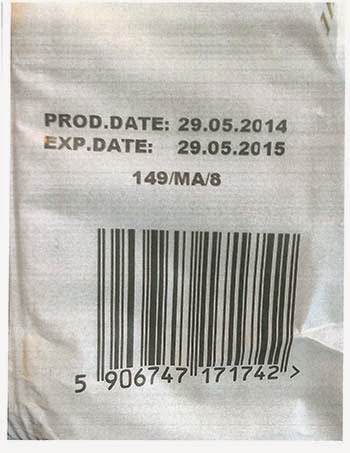 PROD.DATE: 29.05.2014
EXP.DATE: 29.05.2015
149/MA/8
5 906747 171742 >